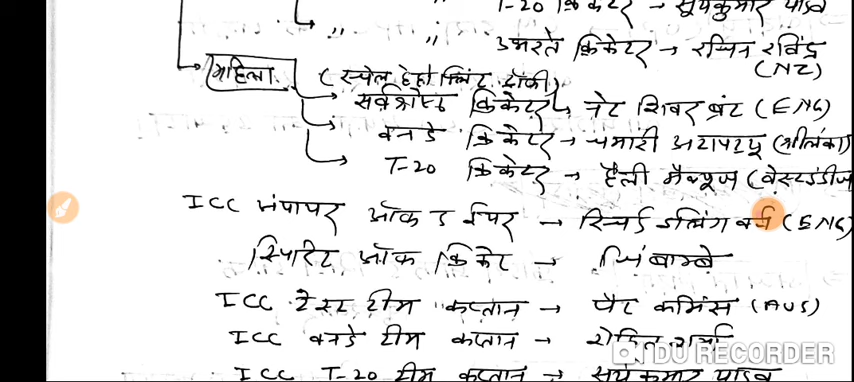 T-20 क्रिकेटर → सूर्यकुमार यादव
" " उभरते क्रिकेटर → रचिन रविंद्र
(NZ)
महिला (रचेल हेहो फ्लिंट ट्रॉफी)
सर्वश्रेष्ठ क्रिकेटर → नेट शिवर ब्रंट (ENG)
वनडे क्रिकेटर → चमारी अटापट्टू (श्रीलंका)
T-20 क्रिकेटर → हैली मैथ्यूज (वेस्टइंडीज
ICC अंपायर ऑफ द ईयर → रिचर्ड इलिंगवर्थ (ENG)
स्पिरिट ऑफ क्रिकेट → जिंबाम्बे
ICC टेस्ट टीम कप्तान → पैट कमिंस (AUS)
ICC वनडे टीम कप्तान → रोहित शर्मा
DU RECORDER
ICC T-20 टीम कप्तान → सूर्यकुमार यादव